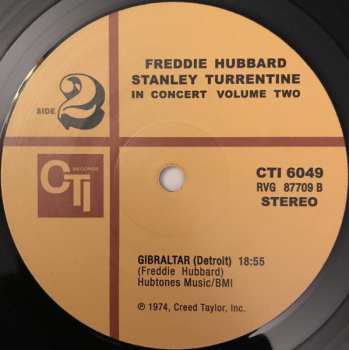 FREDDIE HUBBARD
STANLEY TURRENTINE
IN CONCERT VOLUME TWO
SIDE 2
RECORDS
CTI
CTI 6049
RVG 87709 B
STEREO
GIBRALTAR (Detroit) 18:55
(Freddie Hubbard)
Hubtones Music/BMI
℗ 1974, Creed Taylor, Inc.